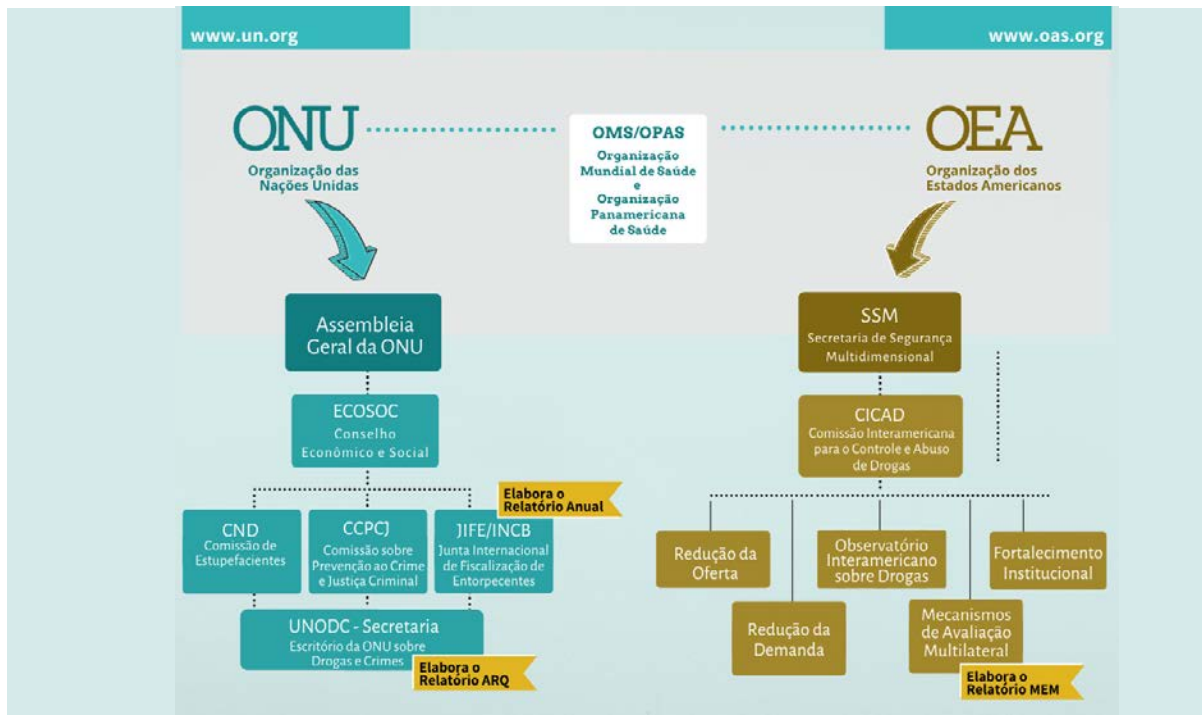 www.un.org
www.oas.org
ONU
Organização das
Nações Unidas
OMS/OPAS
Organização
Mundial de Saúde
e
Organização
Panamericana
de Saúde
OEA
Organização dos
Estados Americanos
Assembleia
Geral da ONU
ECOSOC
Conselho
Econômico e Social
Elabora o
Relatório Anual
CND
Comissão de
Estupefacientes
CCPCJ
Comissão sobre
Prevenção ao Crime
e Justiça Criminal
JIFE/INCB
Junta Internacional
de Fiscalização de
Entorpecentes
UNODC - Secretaria
Escritório da ONU sobre
Drogas e Crimes
Elabora o
Relatório ARQ
SSM
Secretaria de Segurança
Multidimensional
CICAD
Comissão Interamericana
para o Controle e Abuso
de Drogas
Redução da
Oferta
Observatório
Interamericano
sobre Drogas
Fortalecimento
Institucional
Redução da
Demanda
Mecanismos
de Avaliação
Multilateral
Elabora o
Relatório MEM